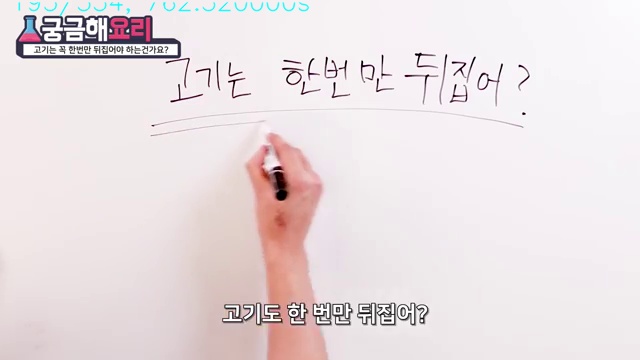 195/334, 762.520000s
궁금해요리
고기는 꼭 한번만 뒤집어야 하는건가요?
고기는 한번만 뒤집어?
고기도 한 번만 뒤집어?